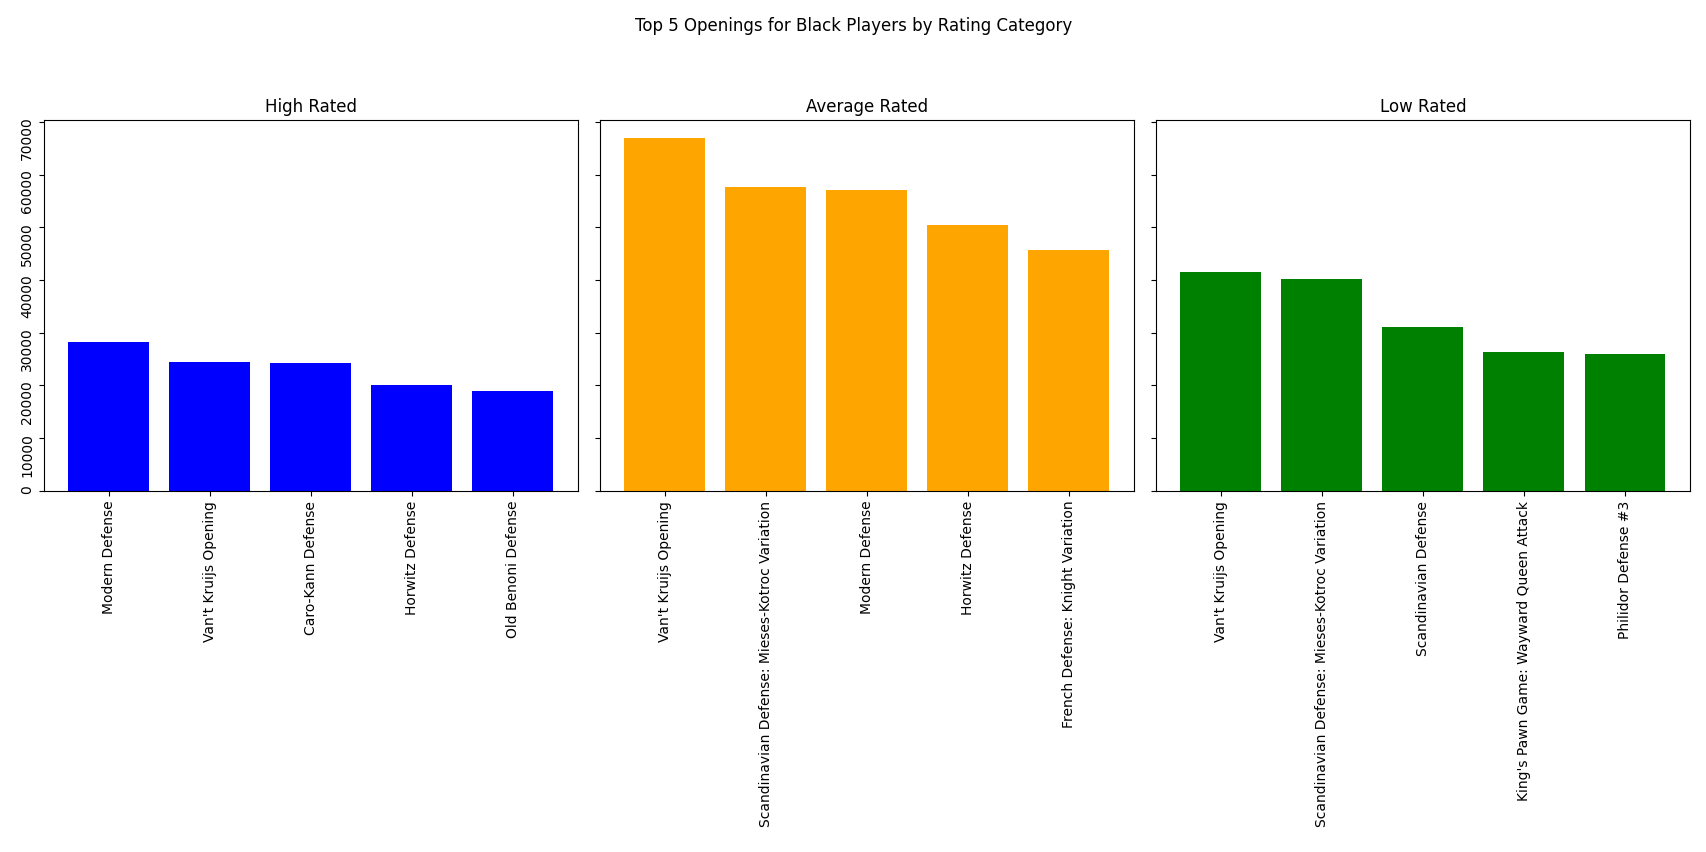 Top 5 Openings for Black Players by Rating Category
High Rated
70000
60000
50000
40000
30000
20000
10000
0
Modern Defense
Van't Kruijs Opening
Caro-Kann Defense
Horwitz Defense
Old Benoni Defense
Average Rated
Van't Kruijs Opening
Scandinavian Defense: Mieses-Kotroc Variation
Modern Defense
Horwitz Defense
French Defense: Knight Variation
Low Rated
Van't Kruijs Opening
Scandinavian Defense: Mieses-Kotroc Variation
Scandinavian Defense
King's Pawn Game: Wayward Queen Attack
Philidor Defense #3